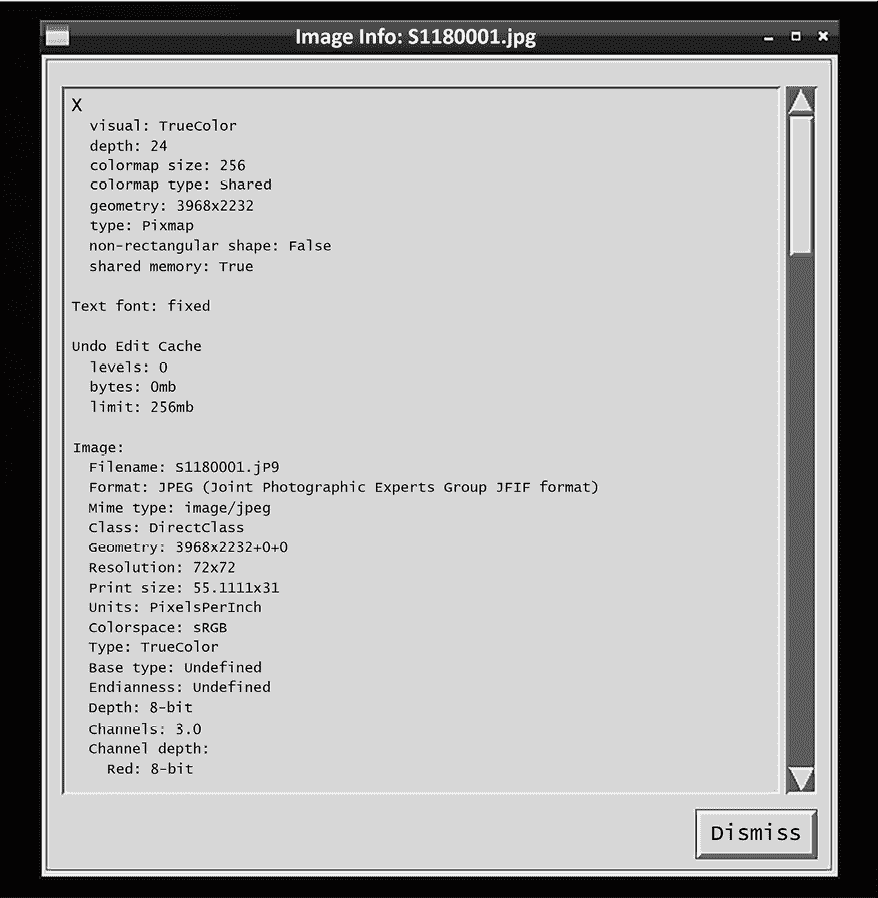 Image Info: S1180001.jpg
X
visual: TrueColor
depth: 24
colormap size: 256
colormap type: Shared
geometry: 3968x2232
type: Pixmap
non-rectangular shape: False
shared memory: True
Text font: fixed
Undo Edit Cache
levels: 0
bytes: 0mb
limit: 256mb
Image:
Filename: S1180001.jP9
Format: JPEG (Joint Photographic Experts Group JFIF format)
Mime type: image/jpeg
Class: DirectClass
Geometry: 3968x2232+0+0
Resolution: 72x72
Print size: 55.1111x31
Units: PixelsPerInch
Colorspace: sRGB
Type: TrueColor
Base type: Undefined
Endianness: Undefined
Depth: 8-bit
Channels: 3.0
Channel depth:
Red: 8-bit
Dismiss